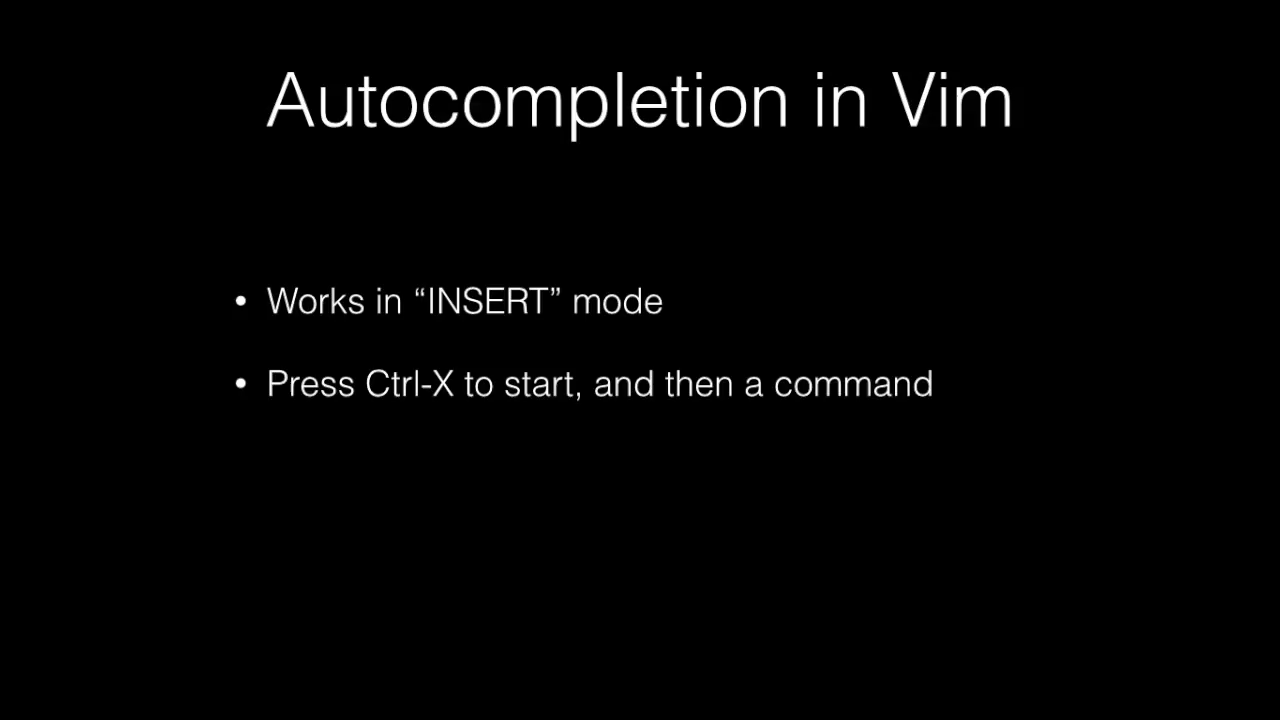 Autocompletion in Vim
• Works in “INSERT” mode
• Press Ctrl-X to start, and then a command